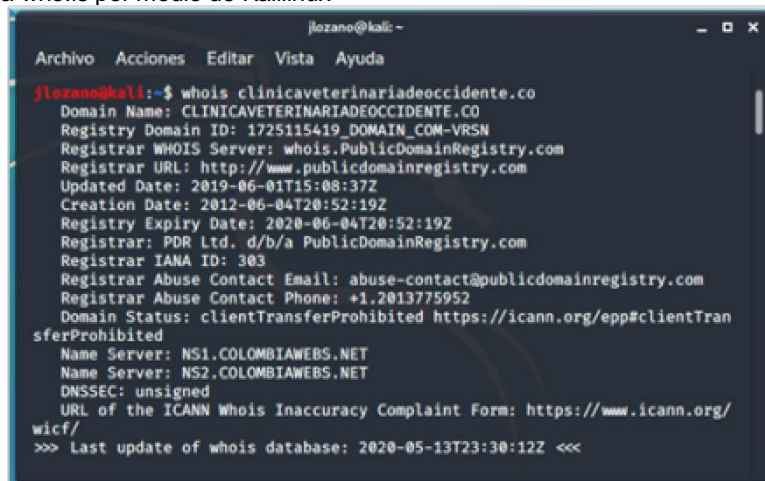 jlozano@kali: ~
Archivo Acciones Editar Vista Ayuda
jlozano@kali:~$ whois clinicaveterinariadeoccidente.co
Domain Name: CLINICAVETERINARIADEOCCIDENTE.CO
Registry Domain ID: 1725115419_DOMAIN_COM-VRSN
Registrar WHOIS Server: whois.PublicDomainRegistry.com
Registrar URL: http://www.publicdomainregistry.com
Updated Date: 2019-06-01T15:08:37Z
Creation Date: 2012-06-04T20:52:19Z
Registry Expiry Date: 2020-06-04T20:52:19Z
Registrar: PDR Ltd. d/b/a PublicDomainRegistry.com
Registrar IANA ID: 303
Registrar Abuse Contact Email: abuse-contact@publicdomainregistry.com
Registrar Abuse Contact Phone: +1.2013775952
Domain Status: clientTransferProhibited https://icann.org/epp#clientTran
sferProhibited
Name Server: NS1.COLOMBIAWEBS.NET
Name Server: NS2.COLOMBIAWEBS.NET
DNSSEC: unsigned
URL of the ICANN Whois Inaccuracy Complaint Form: https://www.icann.org/
wicf/
>>> Last update of whois database: 2020-05-13T23:30:12Z <<<